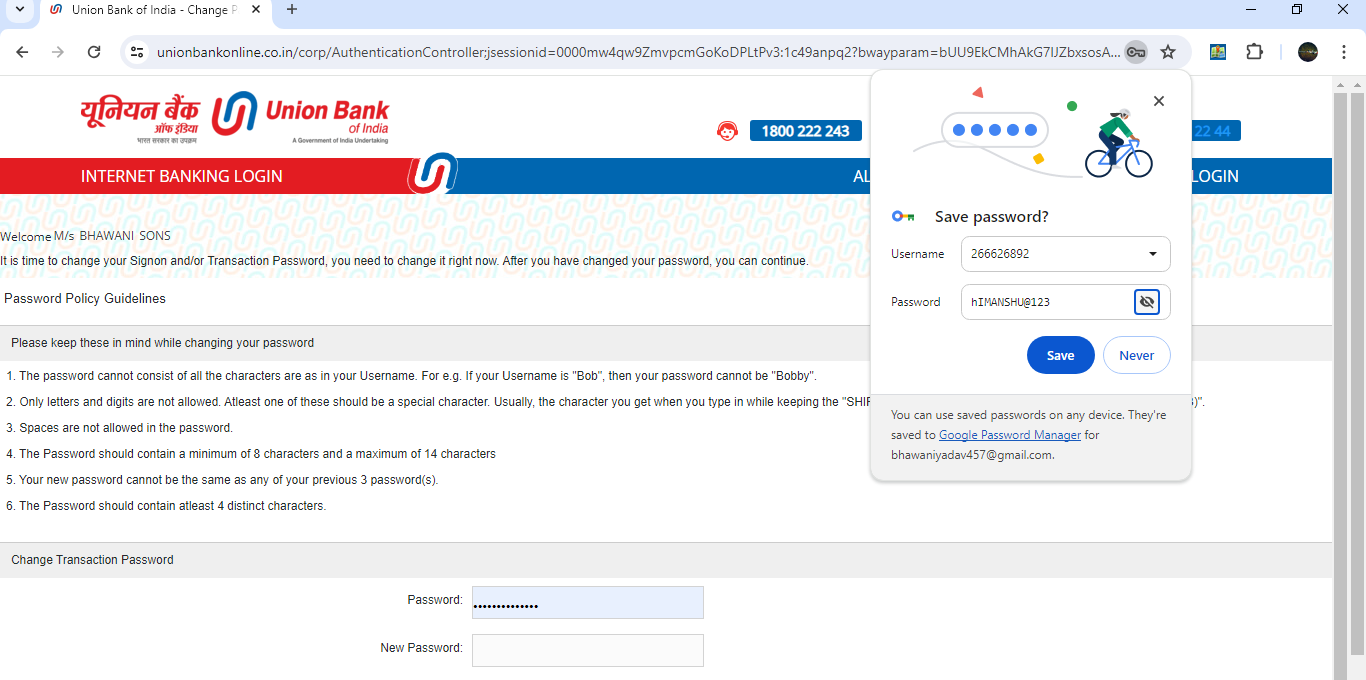 Union Bank of India - Change P
unionbankonline.co.in/corp/AuthenticationController;jsessionid=0000mw4qw9ZmvpcmGoKoDPLtPv3:1c49anpq2?bwayparam=bUU9EkCMhAkG7IJZbxsosA...
यूनियन बैंक
ऑफ इंडिया
भारत सरकार का उपक्रम
Union Bank
of India
A Government of India Undertaking
1800 222 243
22 44
INTERNET BANKING LOGIN
AL
LOGIN
Welcome M/s BHAWANI SONS
It is time to change your Signon and/or Transaction Password, you need to change it right now. After you have changed your password, you can continue.
Password Policy Guidelines
Please keep these in mind while changing your password
1. The password cannot consist of all the characters are as in your Username. For e.g. If your Username is "Bob", then your password cannot be "Bobby".
2. Only letters and digits are not allowed. Atleast one of these should be a special character. Usually, the character you get when you type in while keeping the "SHIF
)".
3. Spaces are not allowed in the password.
4. The Password should contain a minimum of 8 characters and a maximum of 14 characters
5. Your new password cannot be the same as any of your previous 3 password(s).
6. The Password should contain atleast 4 distinct characters.
Change Transaction Password
Password: ••••••••••••••
New Password:
Save password?
Username 266626892
Password hIMANSHU@123
Save Never
You can use saved passwords on any device. They're
saved to Google Password Manager for
bhawaniyadav457@gmail.com.